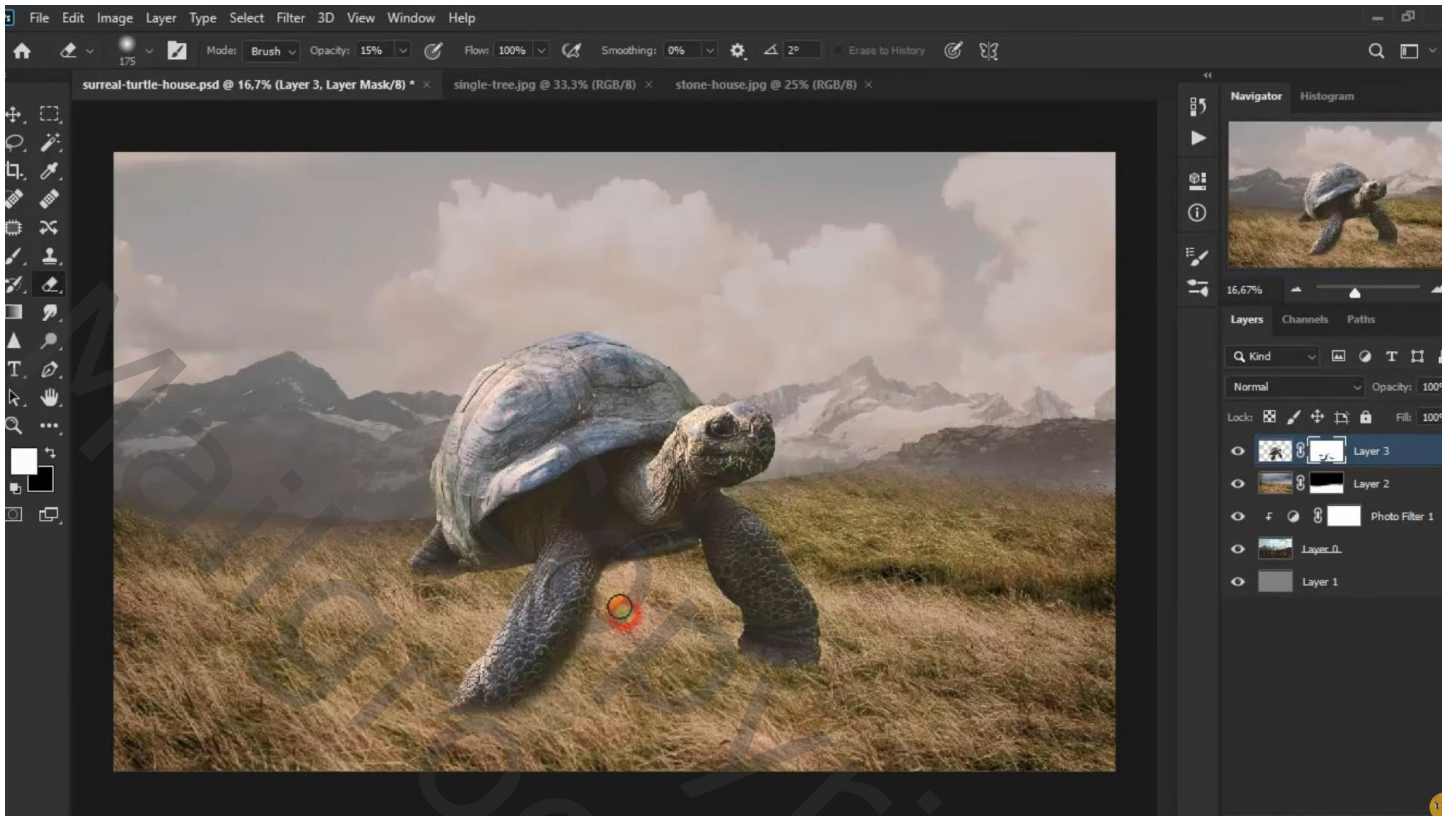 File Edit Image Layer Type Select Filter 3D View Window Help
175 Mode: Brush Opacity: 15% Flow: 100% Smoothing: 0% 2° Erase to History
surreal-turtle-house.psd @ 16,7% (Layer 3, Layer Mask/8) * × single-tree.jpg @ 33,3% (RGB/8) × stone-house.jpg @ 25% (RGB/8) ×
Navigator Histogram
16,67%
Layers Channels Paths
Kind
Normal Opacity: 100%
Lock: Fill: 100%
Layer 3
Layer 2
Photo Filter 1
Layer 0
Layer 1